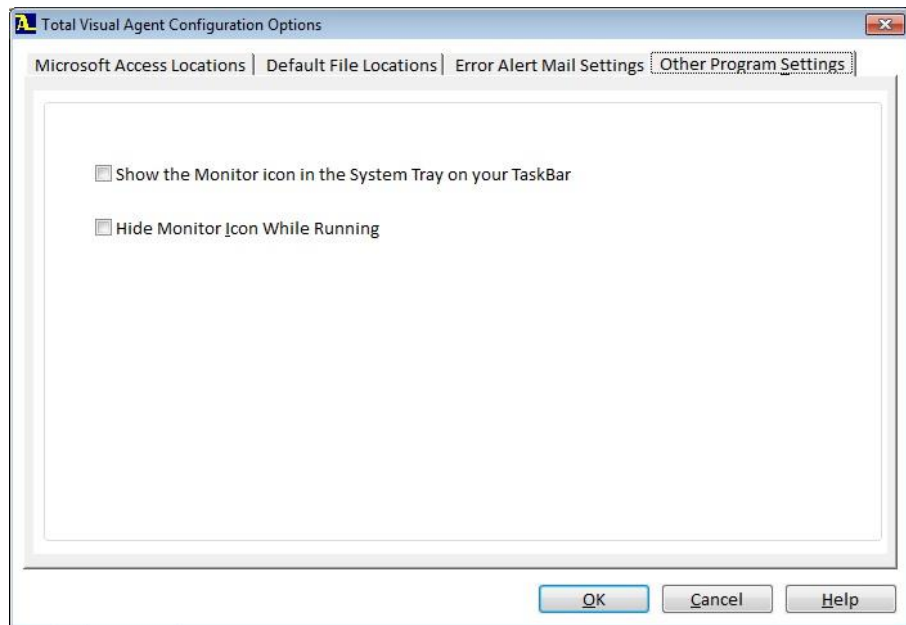 Total Visual Agent Configuration Options
Microsoft Access Locations Default File Locations Error Alert Mail Settings Other Program Settings
Show the Monitor icon in the System Tray on your TaskBar
Hide Monitor Icon While Running
OK Cancel Help